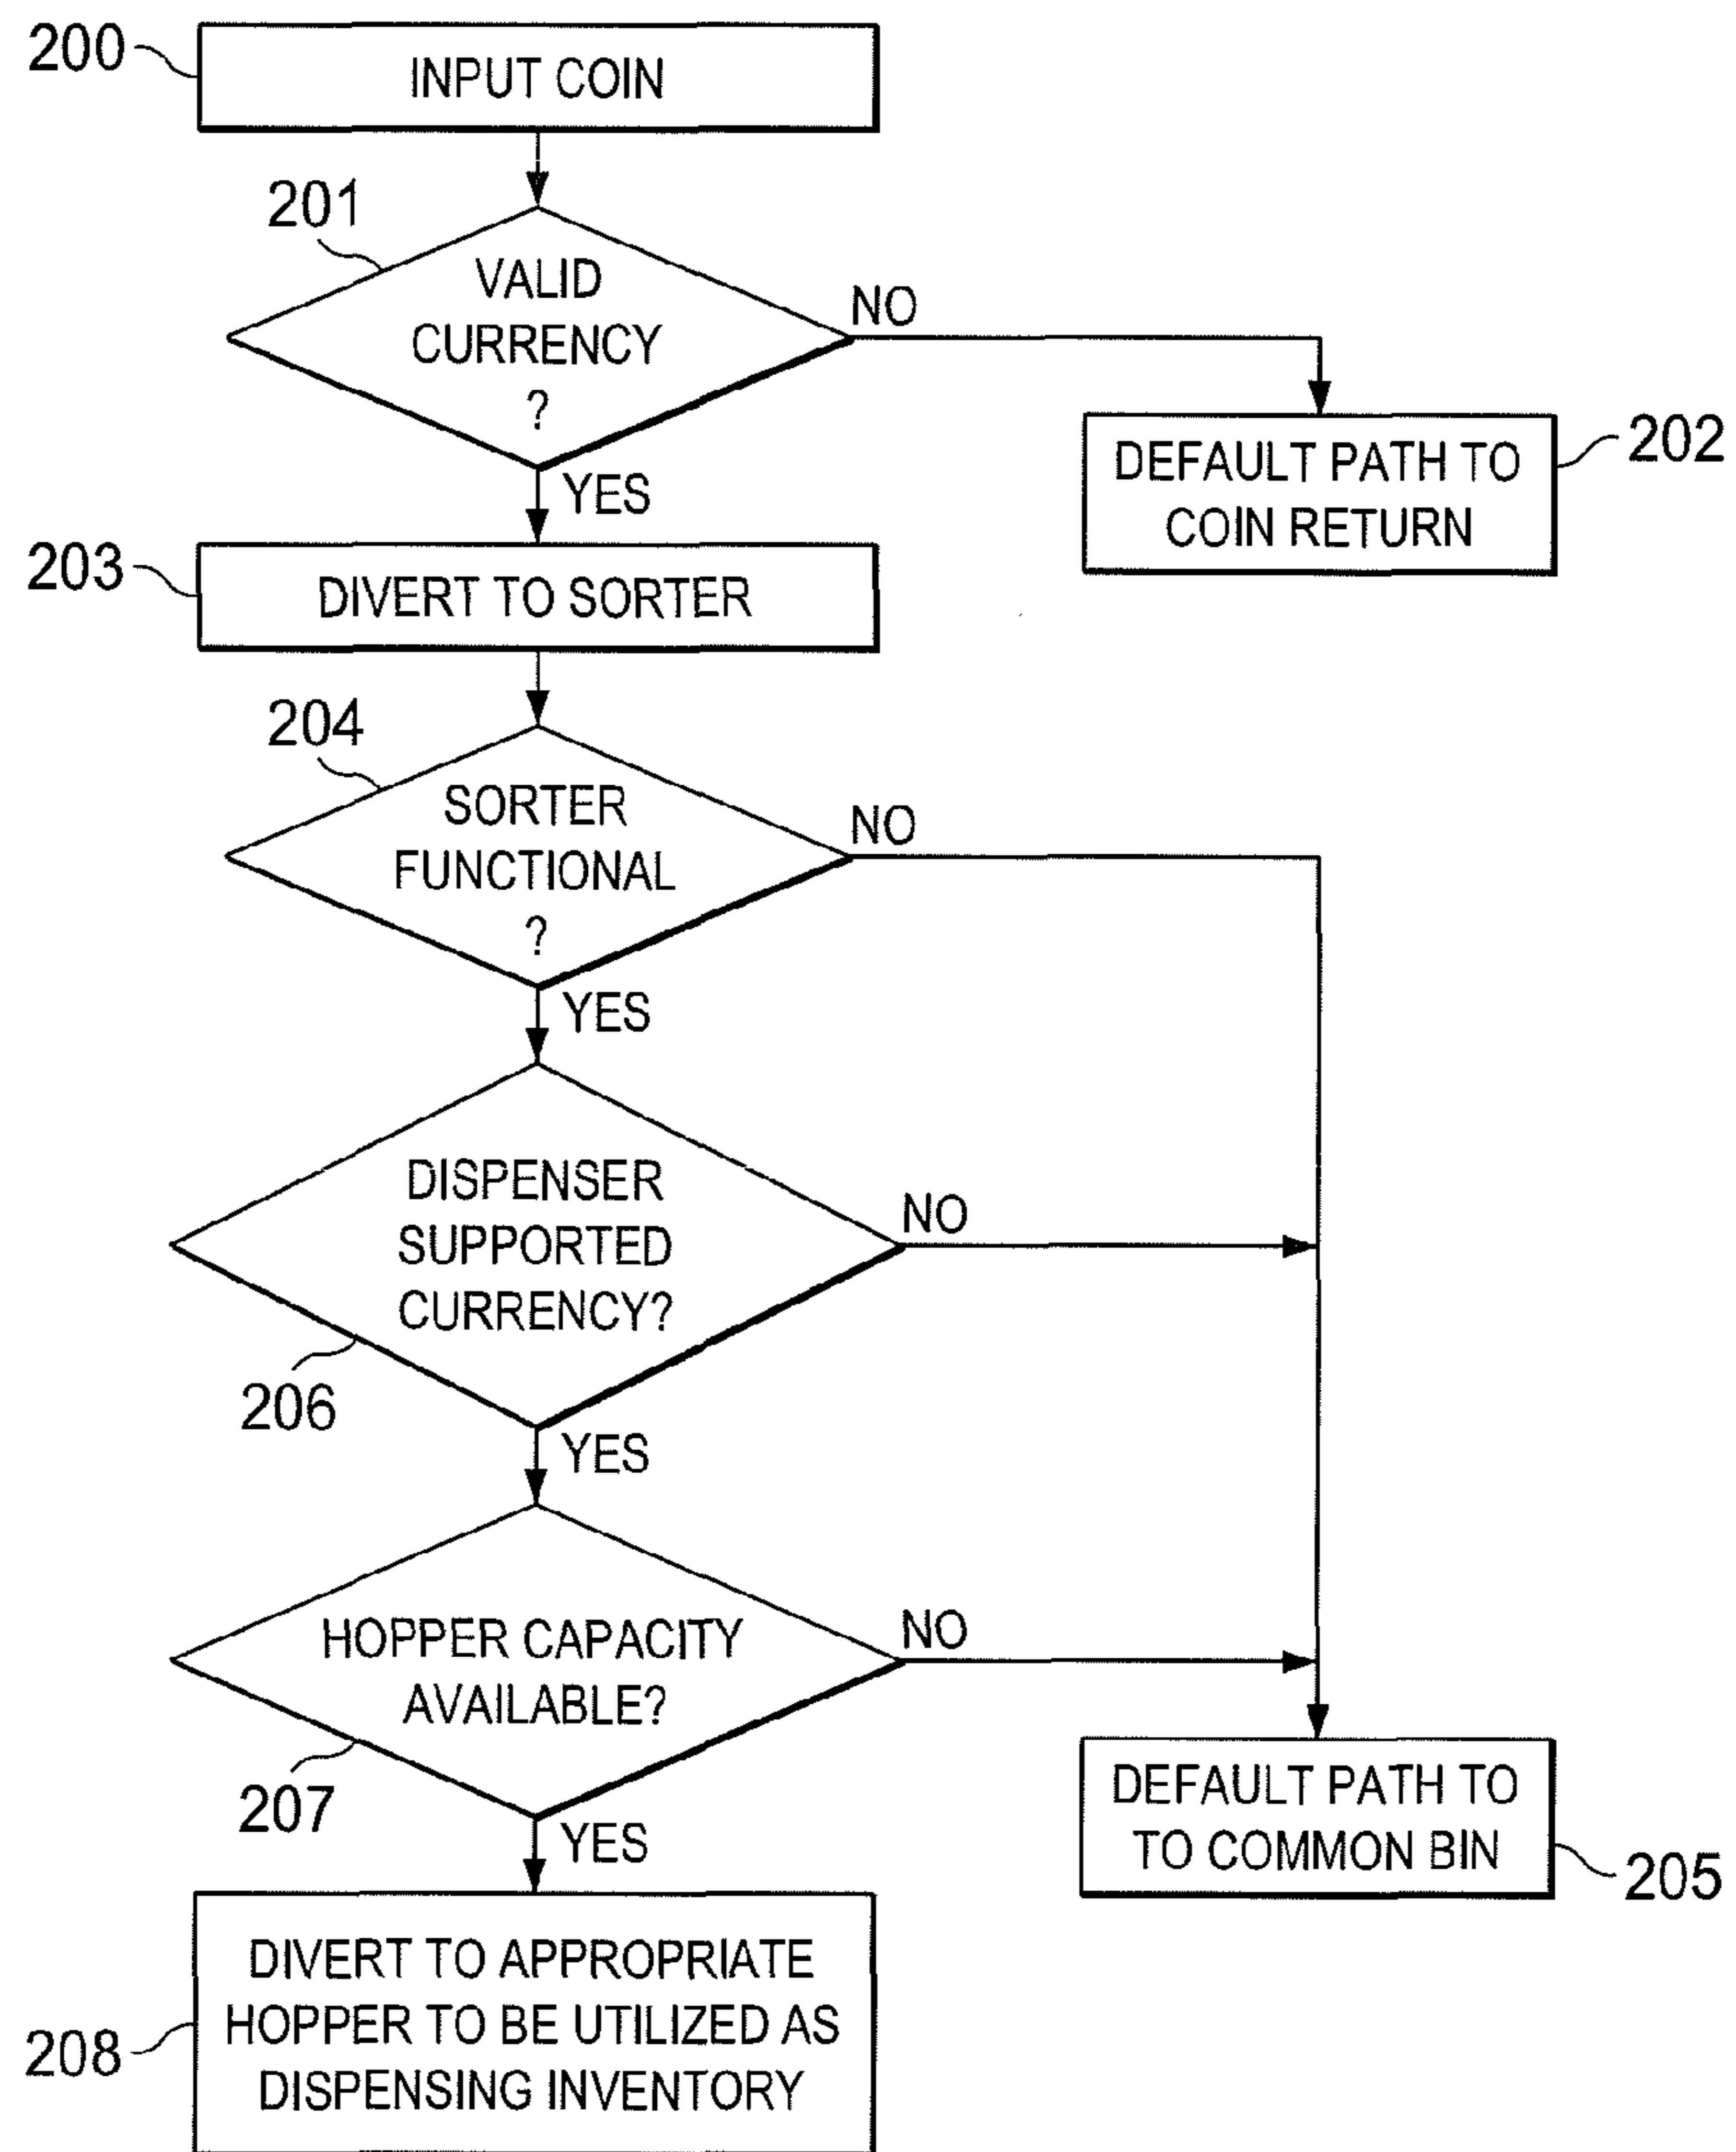 200
INPUT COIN
201
VALID
CURRENCY
?
NO
YES
DEFAULT PATH TO
COIN RETURN
202
203
DIVERT TO SORTER
204
SORTER
FUNCTIONAL
?
NO
YES
DISPENSER
SUPPORTED
CURRENCY?
NO
206
YES
HOPPER CAPACITY
AVAILABLE?
NO
207
YES
DEFAULT PATH TO
TO COMMON BIN
205
DIVERT TO APPROPRIATE
HOPPER TO BE UTILIZED AS
DISPENSING INVENTORY
208